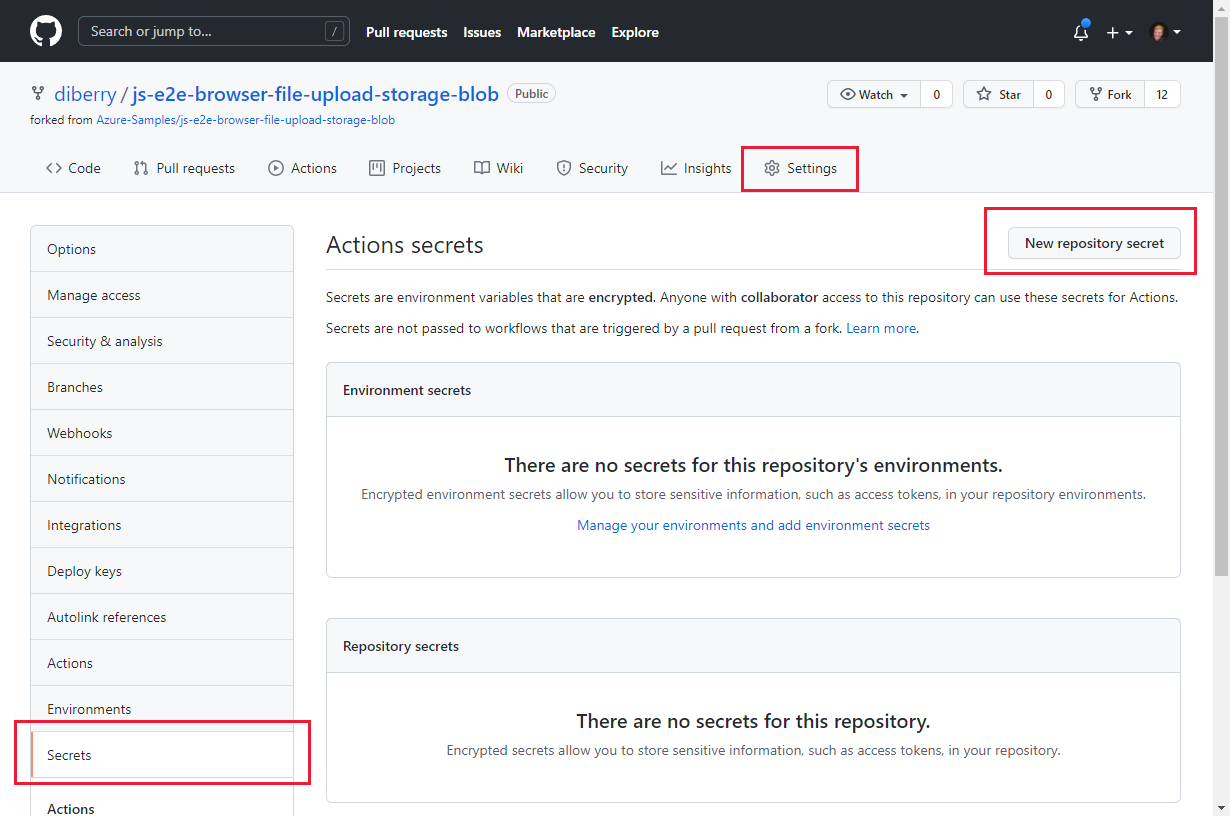 Search or jump to... /
Pull requests Issues Marketplace Explore
diberry / js-e2e-browser-file-upload-storage-blob Public
Watch 0 Star 0 Fork 12
forked from Azure-Samples/js-e2e-browser-file-upload-storage-blob
Code Pull requests Actions Projects Wiki Security Insights Settings
Options
Manage access
Security & analysis
Branches
Webhooks
Notifications
Integrations
Deploy keys
Autolink references
Actions
Environments
Secrets
Actions
Actions secrets
New repository secret
Secrets are environment variables that are encrypted. Anyone with collaborator access to this repository can use these secrets for Actions.
Secrets are not passed to workflows that are triggered by a pull request from a fork. Learn more.
Environment secrets
There are no secrets for this repository's environments.
Encrypted environment secrets allow you to store sensitive information, such as access tokens, in your repository environments.
Manage your environments and add environment secrets
Repository secrets
There are no secrets for this repository.
Encrypted secrets allow you to store sensitive information, such as access tokens, in your repository.